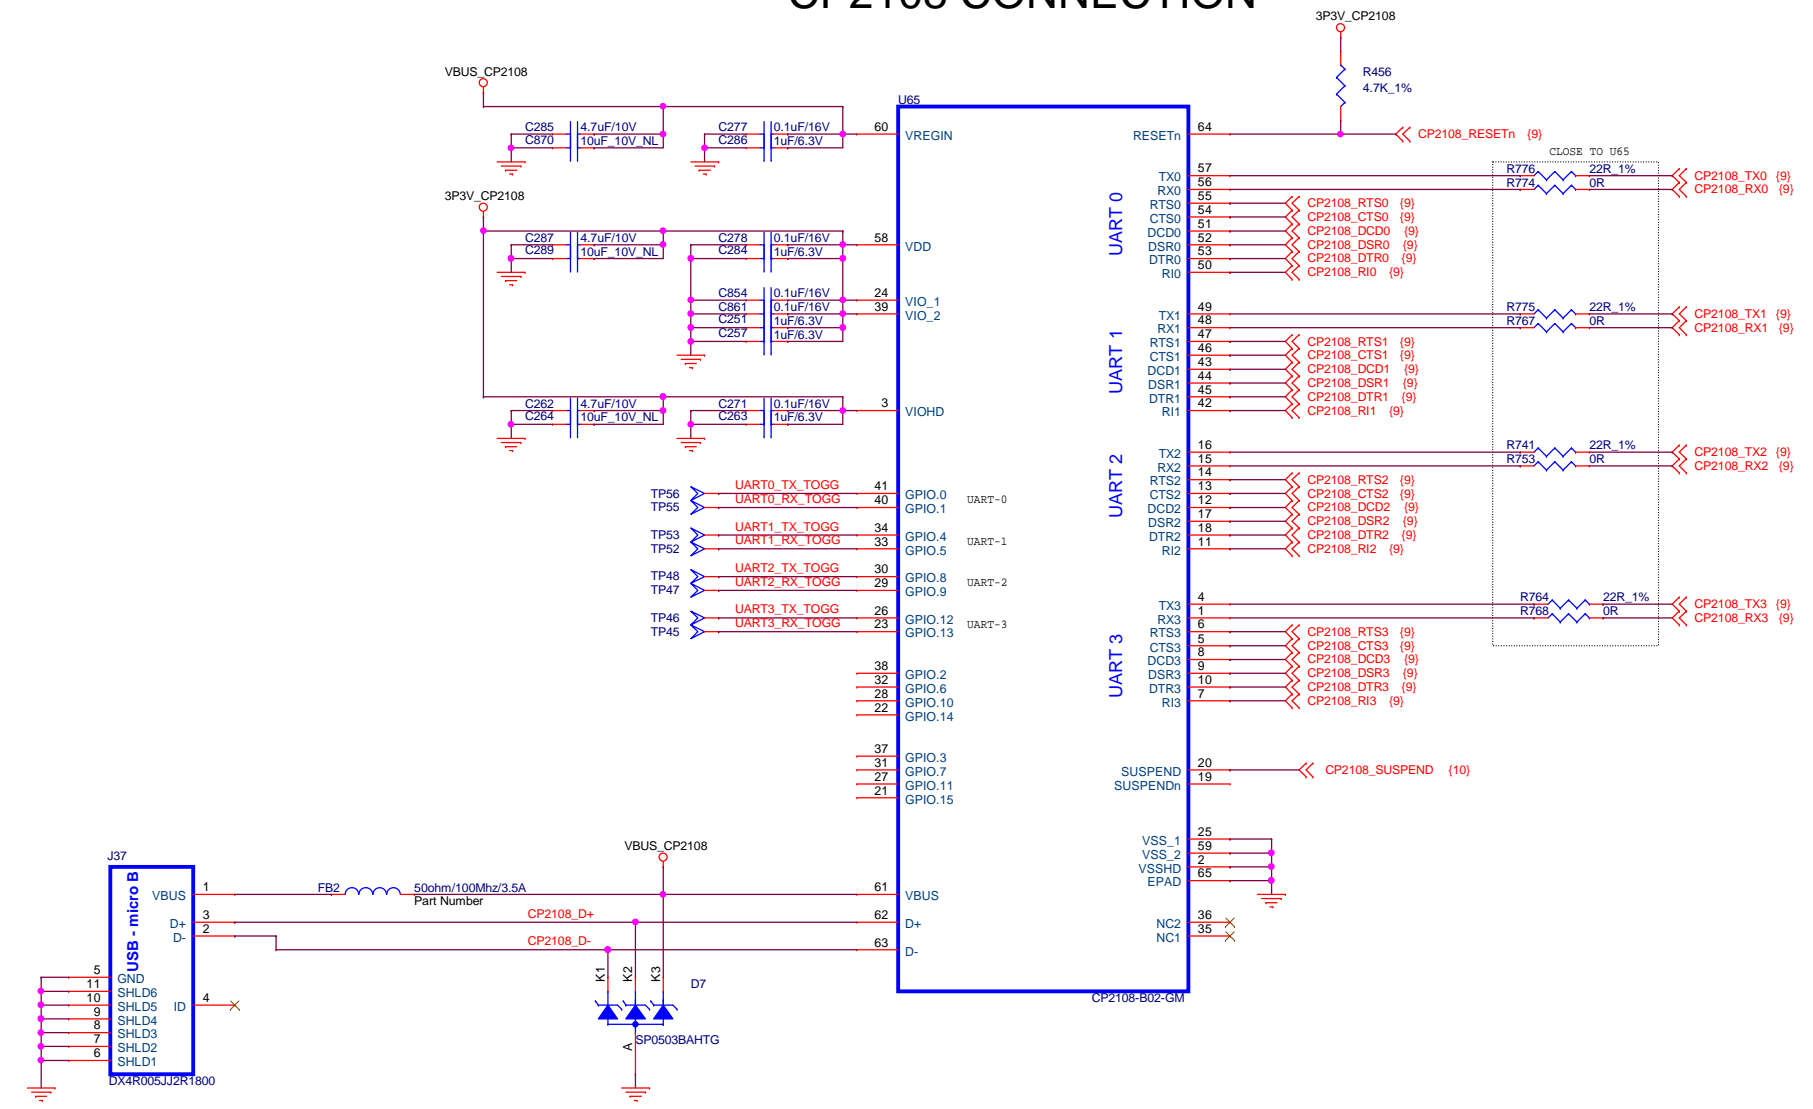 CP2108 CONNECTION
3P3V_CP2108
R456
4.7K_1%
VBUS_CP2108
U65
C285 4.7uF/10V
C870 10uF_10V_NL
C277 0.1uF/16V
C286 1uF/6.3V
60 VREGIN
RESETn 64
CP2108_RESETn {9}
CLOSE TO U65
3P3V_CP2108
C287 4.7uF/10V
C289 10uF_10V_NL
C278 0.1uF/16V
C284 1uF/6.3V
58 VDD
C854 0.1uF/16V
C861 0.1uF/16V
C251 1uF/6.3V
C257 1uF/6.3V
24 VIO_1
39 VIO_2
C262 4.7uF/10V
C264 10uF_10V_NL
C271 0.1uF/16V
C263 1uF/6.3V
3 VIOHD
UART 0
TX0 57 R776 22R_1% CP2108_TX0 {9}
RX0 56 R774 0R CP2108_RX0 {9}
RTS0 55 CP2108_RTS0 {9}
CTS0 54 CP2108_CTS0 {9}
DCD0 51 CP2108_DCD0 {9}
DSR0 52 CP2108_DSR0 {9}
DTR0 53 CP2108_DTR0 {9}
RI0 50 CP2108_RI0 {9}
UART 1
TX1 49 R775 22R_1% CP2108_TX1 {9}
RX1 48 R767 0R CP2108_RX1 {9}
RTS1 47 CP2108_RTS1 {9}
CTS1 46 CP2108_CTS1 {9}
DCD1 43 CP2108_DCD1 {9}
DSR1 44 CP2108_DSR1 {9}
DTR1 45 CP2108_DTR1 {9}
RI1 42 CP2108_RI1 {9}
UART 2
TX2 16 R741 22R_1% CP2108_TX2 {9}
RX2 15 R753 0R CP2108_RX2 {9}
RTS2 14 CP2108_RTS2 {9}
CTS2 13 CP2108_CTS2 {9}
DCD2 12 CP2108_DCD2 {9}
DSR2 17 CP2108_DSR2 {9}
DTR2 18 CP2108_DTR2 {9}
RI2 11 CP2108_RI2 {9}
UART 3
TX3 4 R764 22R_1% CP2108_TX3 {9}
RX3 1 R768 0R CP2108_RX3 {9}
RTS3 6 CP2108_RTS3 {9}
CTS3 5 CP2108_CTS3 {9}
DCD3 8 CP2108_DCD3 {9}
DSR3 9 CP2108_DSR3 {9}
DTR3 10 CP2108_DTR3 {9}
RI3 7 CP2108_RI3 {9}
TP56 UART0_TX_TOGG 41 GPIO.0
TP55 UART0_RX_TOGG 40 GPIO.1
UART-0
TP53 UART1_TX_TOGG 34 GPIO.4
TP52 UART1_RX_TOGG 33 GPIO.5
UART-1
TP48 UART2_TX_TOGG 30 GPIO.8
TP47 UART2_RX_TOGG 29 GPIO.9
UART-2
TP46 UART3_TX_TOGG 26 GPIO.12
TP45 UART3_RX_TOGG 23 GPIO.13
UART-3
38 GPIO.2
32 GPIO.6
28 GPIO.10
22 GPIO.14
37 GPIO.3
31 GPIO.7
27 GPIO.11
21 GPIO.15
SUSPEND 20 CP2108_SUSPEND {10}
SUSPENDn 19
VSS_1 25
VSS_2 59
VSSHD 2
EPAD 65
NC2 36
NC1 35
CP2108-B02-GM
VBUS_CP2108
J37
USB - micro B
VBUS 1
FB2 50ohm/100Mhz/3.5A
Part Number
61 VBUS
D+ 3
CP2108_D+
62 D+
D- 2
CP2108_D-
63 D-
5 GND
11 SHLD6
10 SHLD5
9 SHLD4
8 SHLD3
7 SHLD2
6 SHLD1
ID 4
DX4R005JJ2R1800
K1 K2 K3
D7
A
SP0503BAHTG